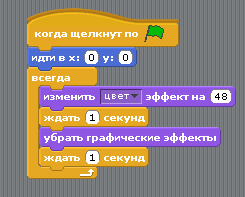 когда щелкнут по
идти в x: 0 y: 0
всегда
изменить цвет эффект на 48
ждать 1 секунд
убрать графические эффекты
ждать 1 секунд